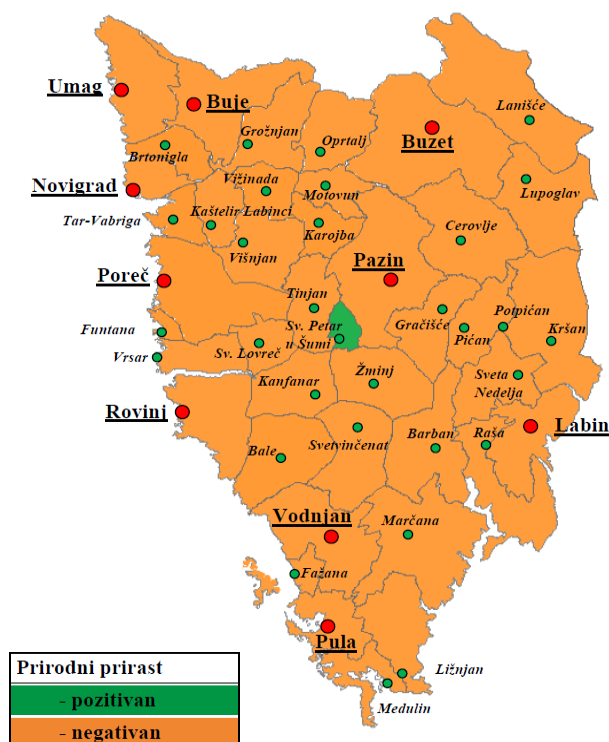 Umag
Buje
Lanišće
Grožnjan
Oprtalj
Buzet
Brtonigla
Vižinada
Novigrad
Motovun
Lupoglav
Tar-Vabriga
Kaštelir-Labinci
Karojba
Cerovlje
Višnjan
Pazin
Poreč
Tinjan
Potpićan
Funtana
Sv. Petar
u Šumi
Gračišće
Pićan
Kršan
Vrsar
Sv. Lovreč
Žminj
Sveta
Nedelja
Kanfanar
Rovinj
Labin
Svetvinčenat
Barban
Raša
Bale
Vodnjan
Marčana
Fažana
Pula
Ližnjan
Medulin
Prirodni prirast
- pozitivan
- negativan